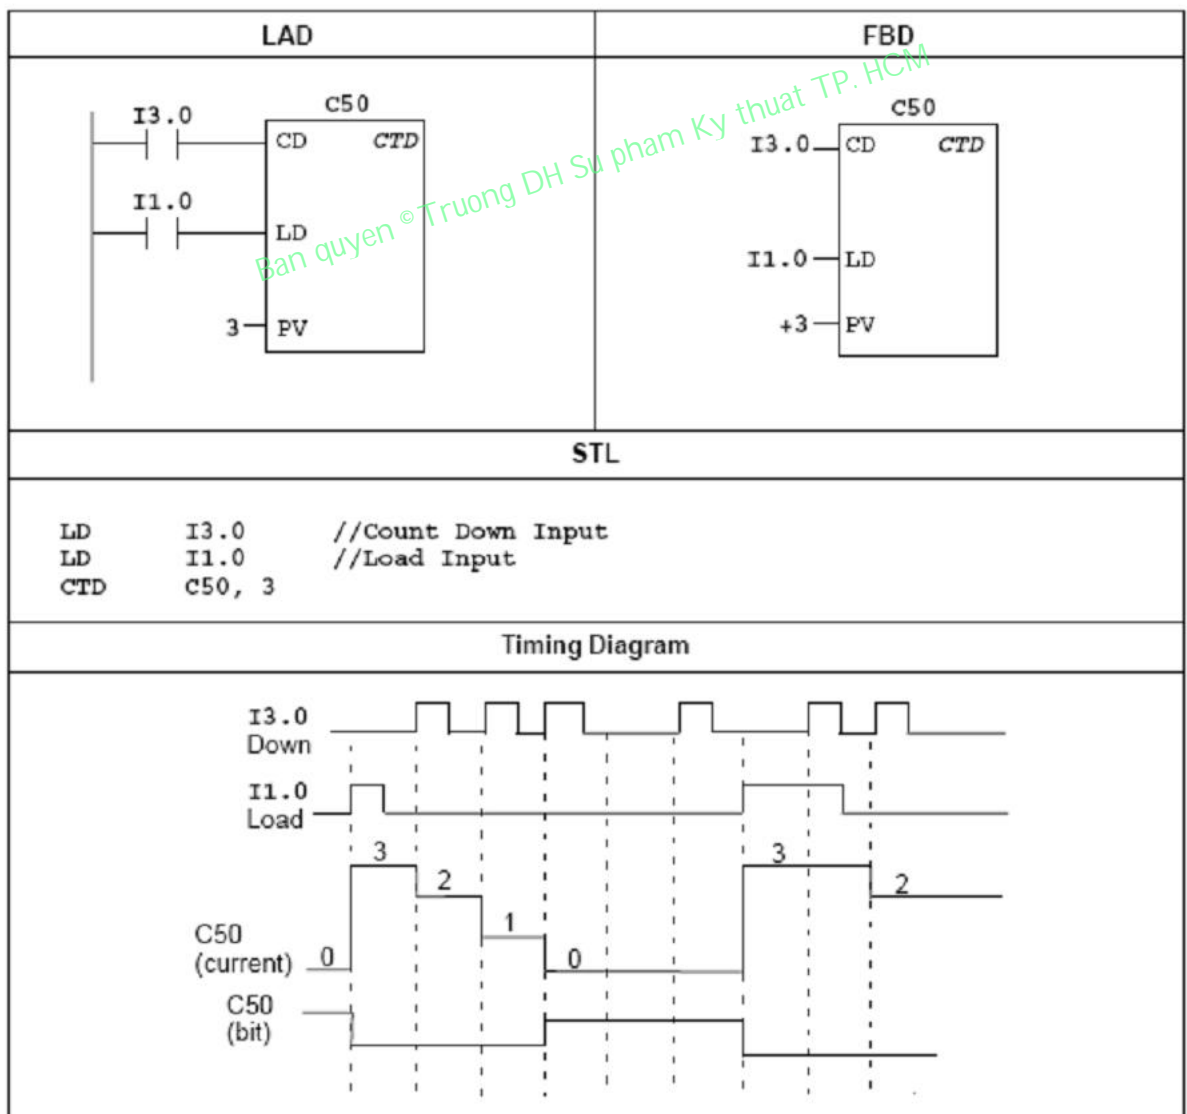 LAD
FBD
I3.0
C50
CD CTD
I1.0
LD
3 PV
C50
I3.0 CD CTD
I1.0 LD
+3 PV
Ban quyen © Truong DH Su pham Ky thuat TP. HCM
STL
LD I3.0 //Count Down Input
LD I1.0 //Load Input
CTD C50, 3
Timing Diagram
I3.0
Down
I1.0
Load
3
2
1
0
0
3
2
C50
(current)
C50
(bit)